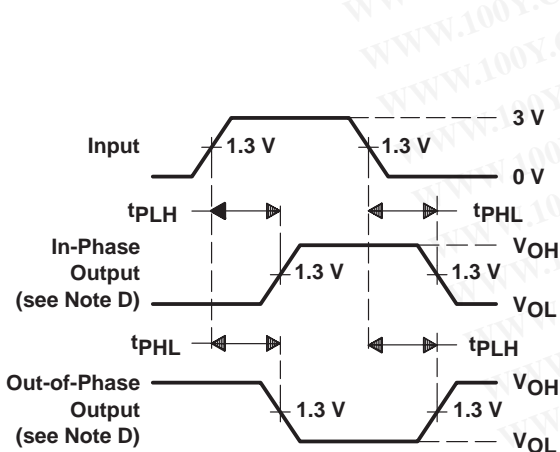 3 V
Input
1.3 V
1.3 V
0 V
tPLH
tPHL
In-Phase
Output
(see Note D)
VOH
1.3 V
1.3 V
VOL
tPHL
tPLH
Out-of-Phase
Output
(see Note D)
VOH
1.3 V
1.3 V
VOL